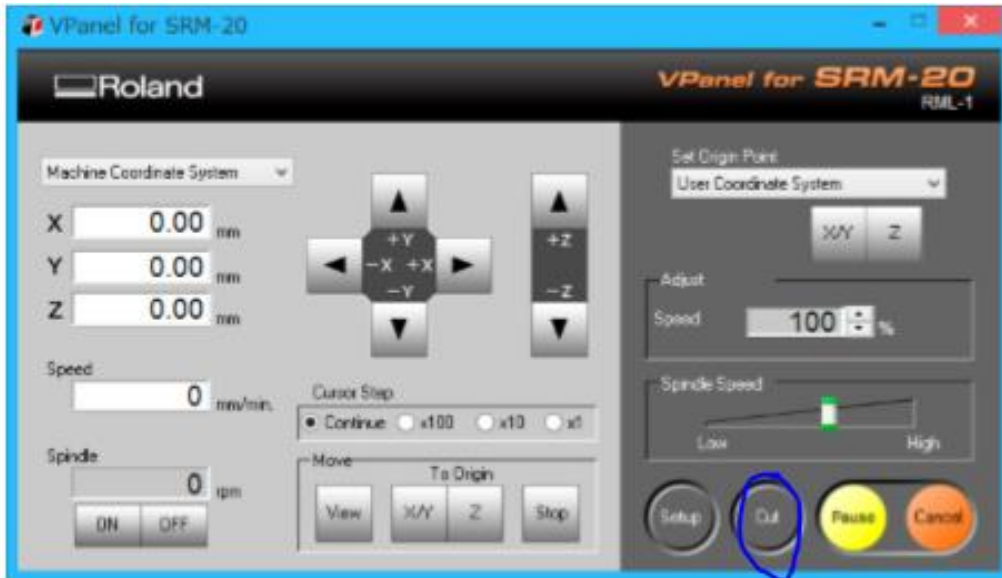 VPanel for SRM-20
Roland
VPanel for SRM-20
RML-1
Machine Coordinate System
X 0.00 mm
Y 0.00 mm
Z 0.00 mm
Speed
0 mm/min.
Spindle
0 rpm
ON OFF
+Y
-X +X
-Y
+Z
-Z
Cursor Step
Continue x100 x10 x1
Move
To Origin
View X/Y Z Stop
Set Origin Point
User Coordinate System
X/Y Z
Adjust
Speed 100 %
Spindle Speed
Low High
Setup Cut Pause Cancel